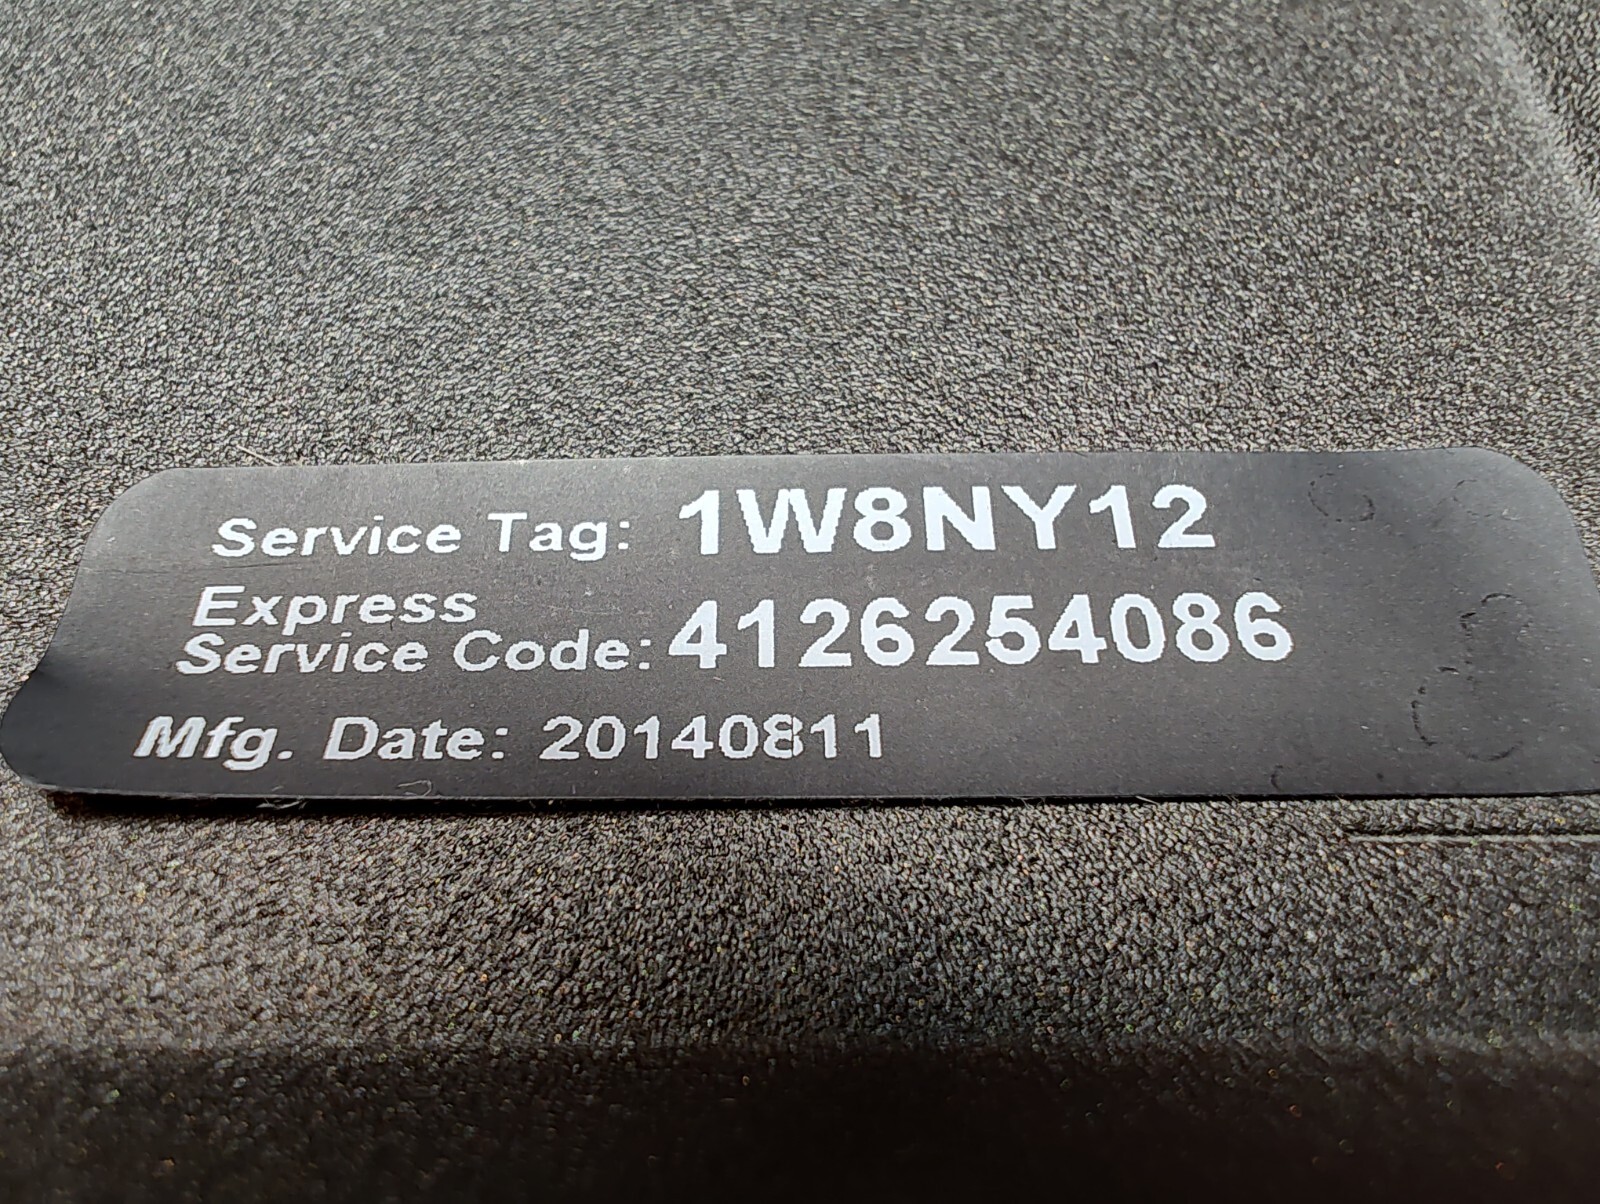 Service Tag: 1W8NY12
Express
Service Code: 4126254086
Mfg. Date: 20140811